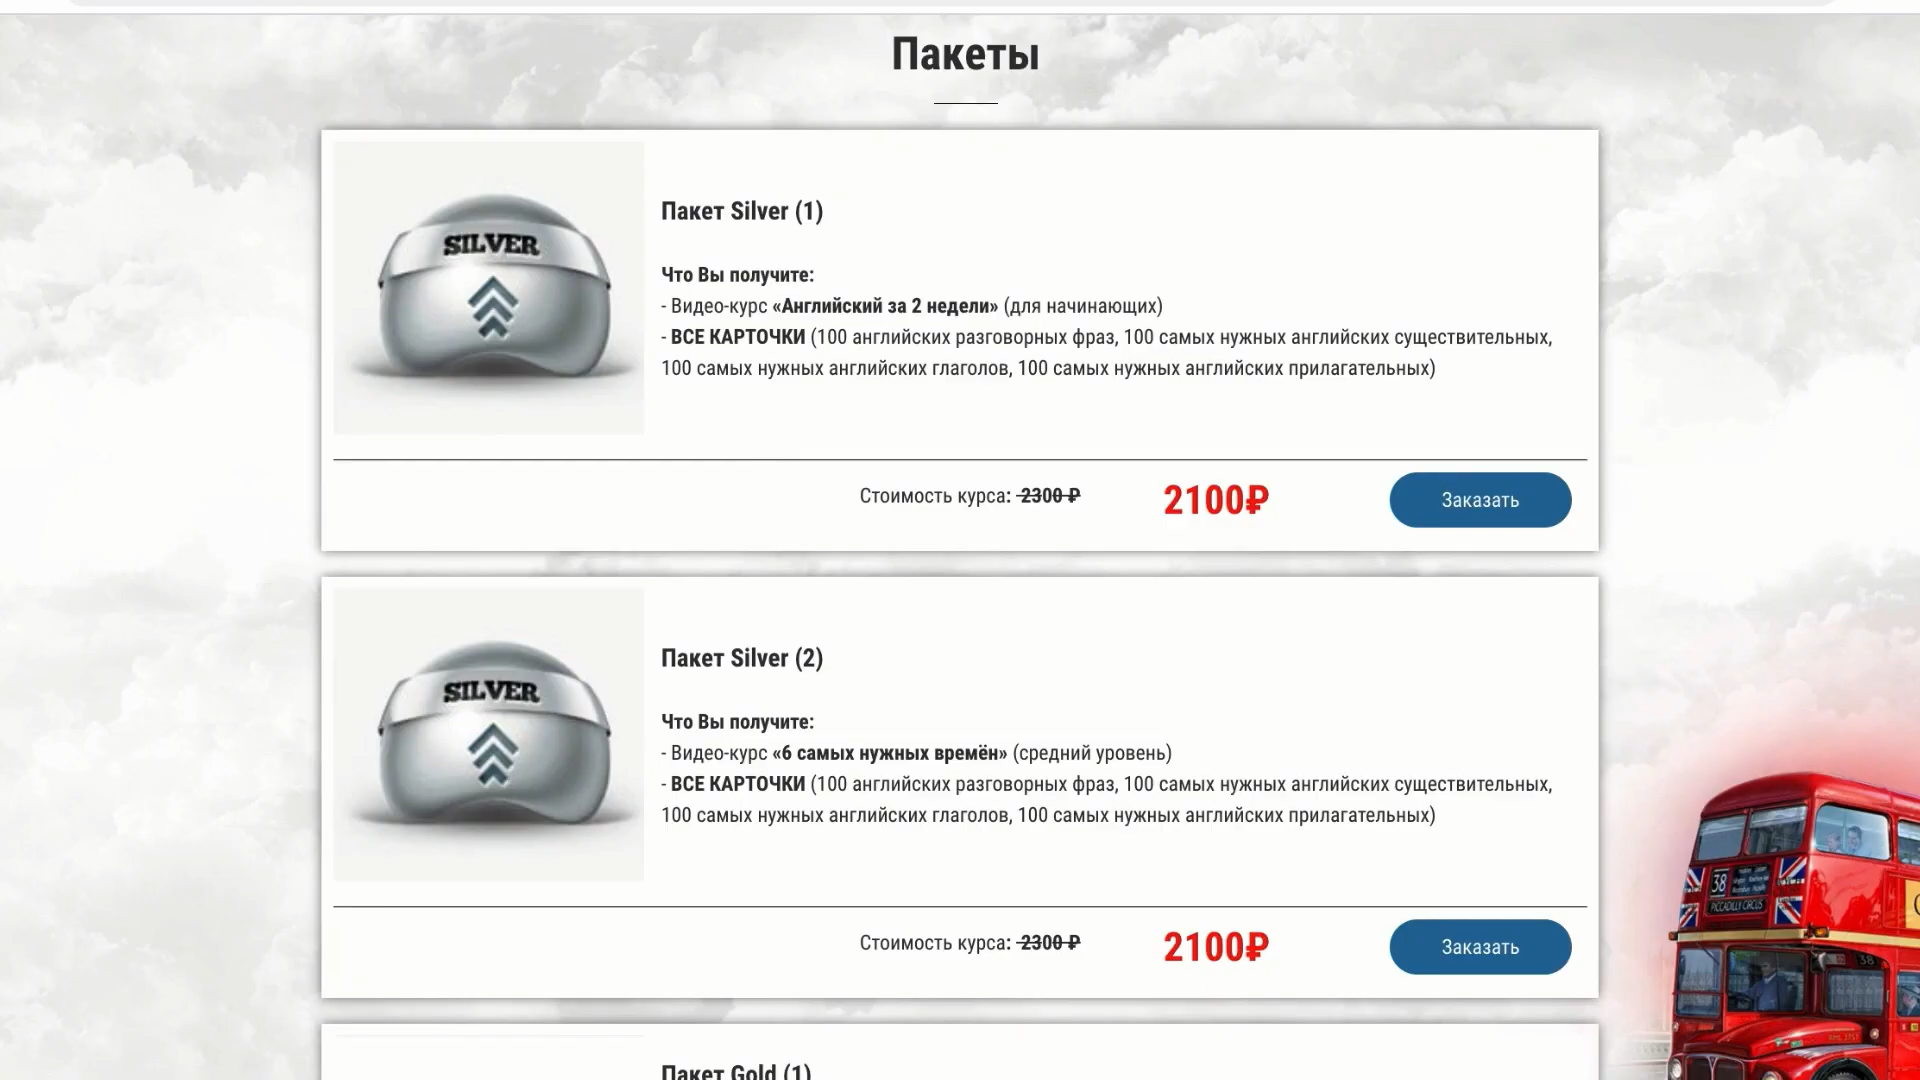 Пакеты
SILVER
Пакет Silver (1)
Что Вы получите:
- Видео-курс «Английский за 2 недели» (для начинающих)
- ВСЕ КАРТОЧКИ (100 английских разговорных фраз, 100 самых нужных английских существительных,
100 самых нужных английских глаголов, 100 самых нужных английских прилагательных)
Стоимость курса: 2300 ₽
2100₽
Заказать
SILVER
Пакет Silver (2)
Что Вы получите:
- Видео-курс «6 самых нужных времён» (средний уровень)
- ВСЕ КАРТОЧКИ (100 английских разговорных фраз, 100 самых нужных английских существительных,
100 самых нужных английских глаголов, 100 самых нужных английских прилагательных)
Стоимость курса: 2300 ₽
2100₽
Заказать
38
PICCADILLY CIRCUS
38
Пакет Gold (1)